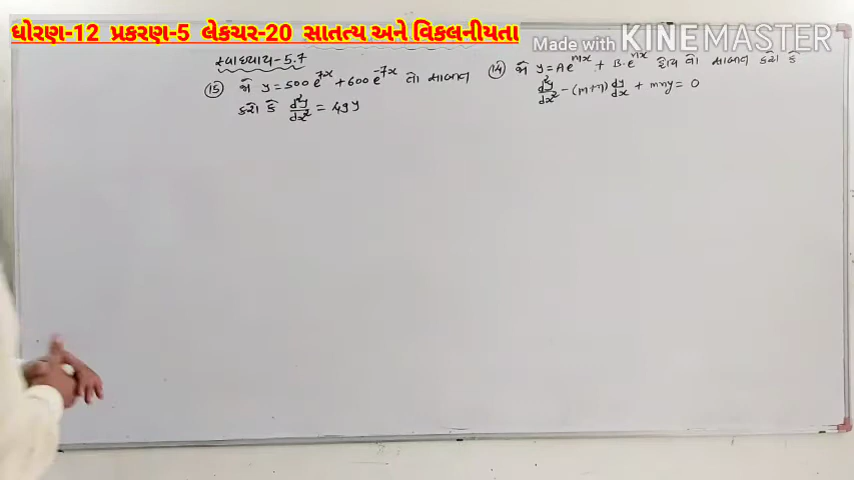 ધોરણ-12 પ્રકરણ-5 લેકચર-20 સાતત્ય અને વિકલનીયતા
Made with KINEMASTER
સ્વાધ્યાય-5.7
(15) જો y = 500e^{7x} + 600e^{-7x} તો સાબિત
કરો કે d²y/dx² = 49y
(14) જો y = Ae^{mx} + B.e^{nx} હોય તો સાબિત કરો કે
d²y/dx² - (m+n) dy/dx + mny = 0